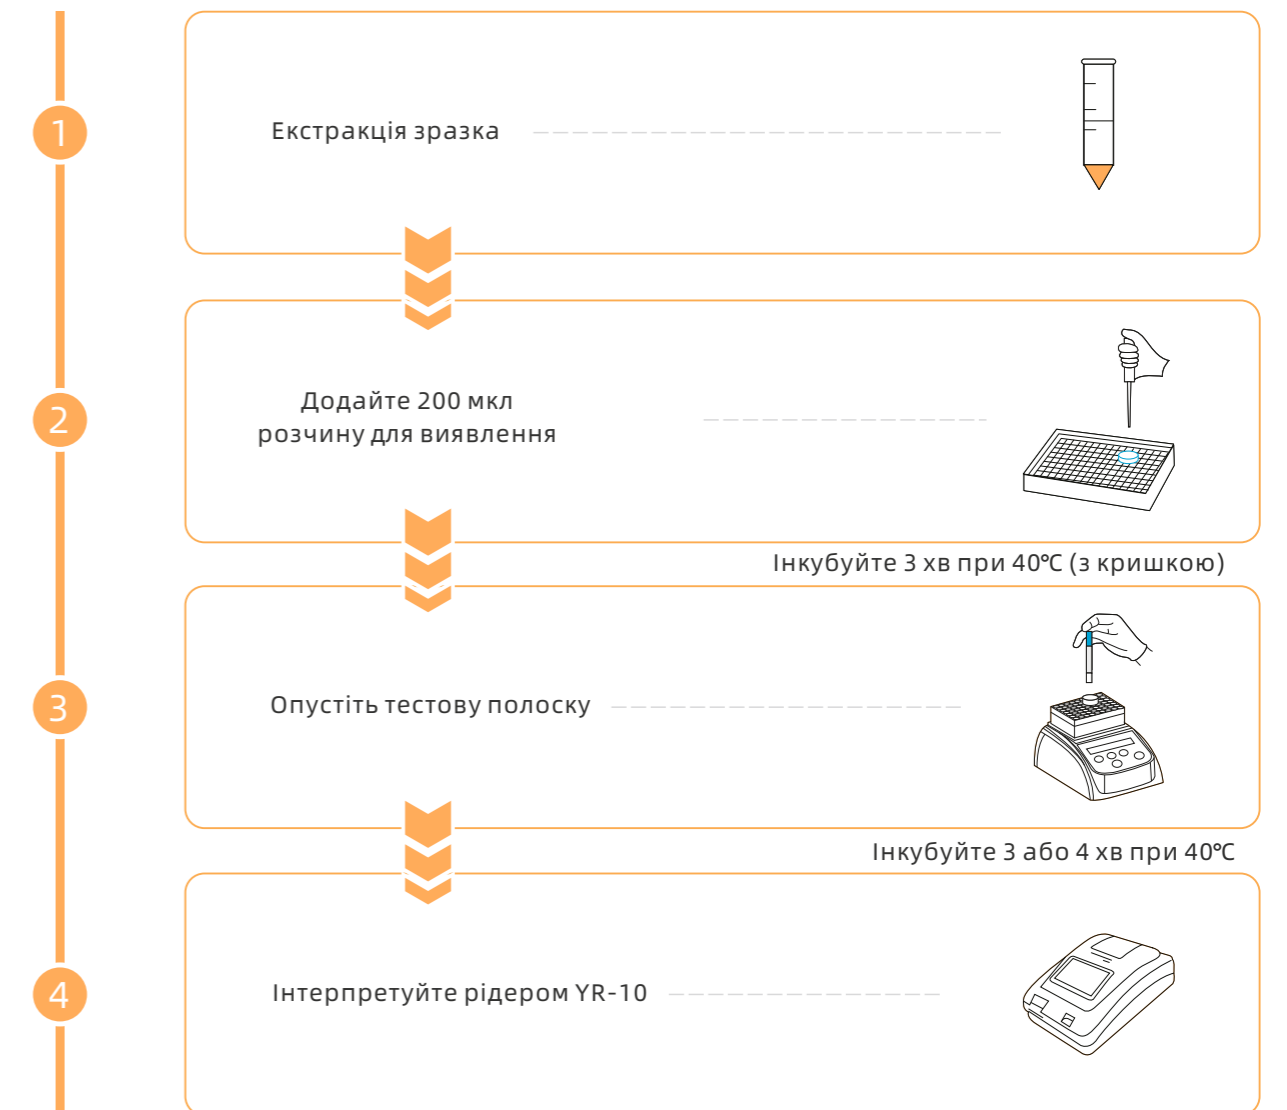 1
Екстракція зразка
2
Додайте 200 мкл
розчину для виявлення
Інкубуйте 3 хв при 40℃ (з кришкою)
3
Опустіть тестову полоску
Інкубуйте 3 або 4 хв при 40℃
4
Інтерпретуйте рідером YR-10